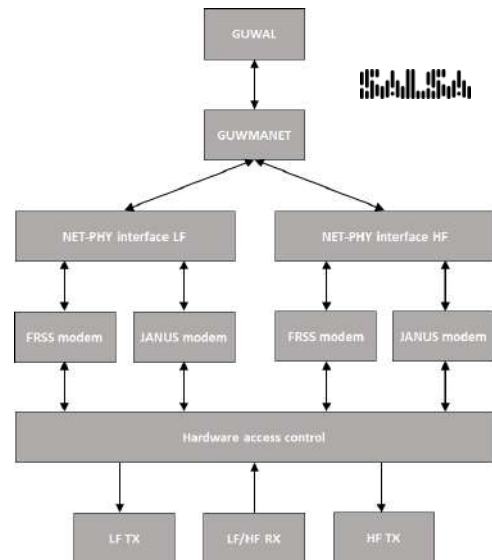 GUWAL
SALSA
GUWMANET
NET-PHY interface LF
NET-PHY interface HF
FRSS modem
JANUS modem
FRSS modem
JANUS modem
Hardware access control
LF TX
LF/HF RX
HF TX